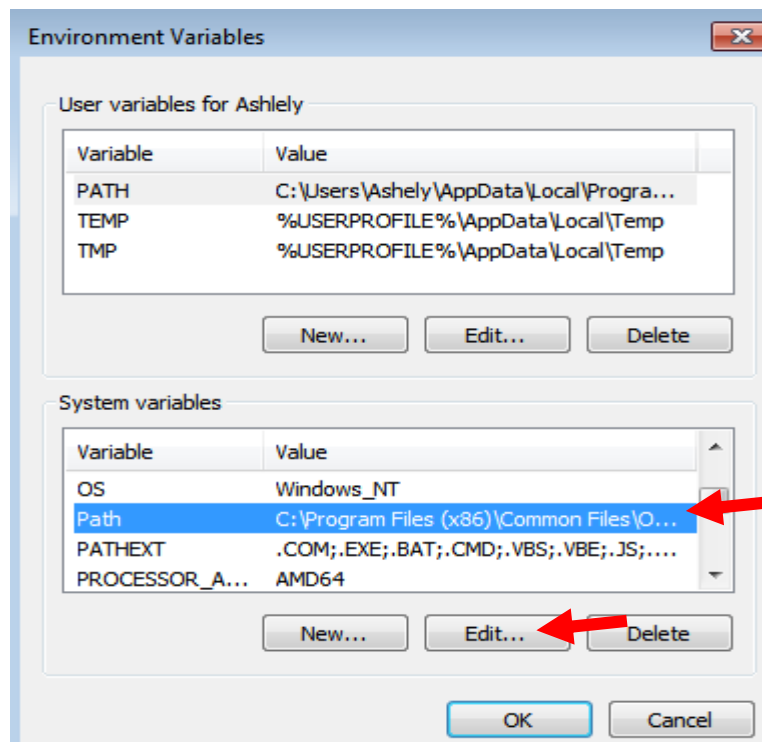 Environment Variables
User variables for Ashlely
Variable Value
PATH C:\Users\Ashely\AppData\Local\Progra...
TEMP %USERPROFILE%\AppData\Local\Temp
TMP %USERPROFILE%\AppData\Local\Temp
New... Edit... Delete
System variables
Variable Value
OS Windows_NT
Path C:\Program Files (x86)\Common Files\O...
PATHEXT .COM;.EXE;.BAT;.CMD;.VBS;.VBE;.JS;....
PROCESSOR_A... AMD64
New... Edit... Delete
OK Cancel